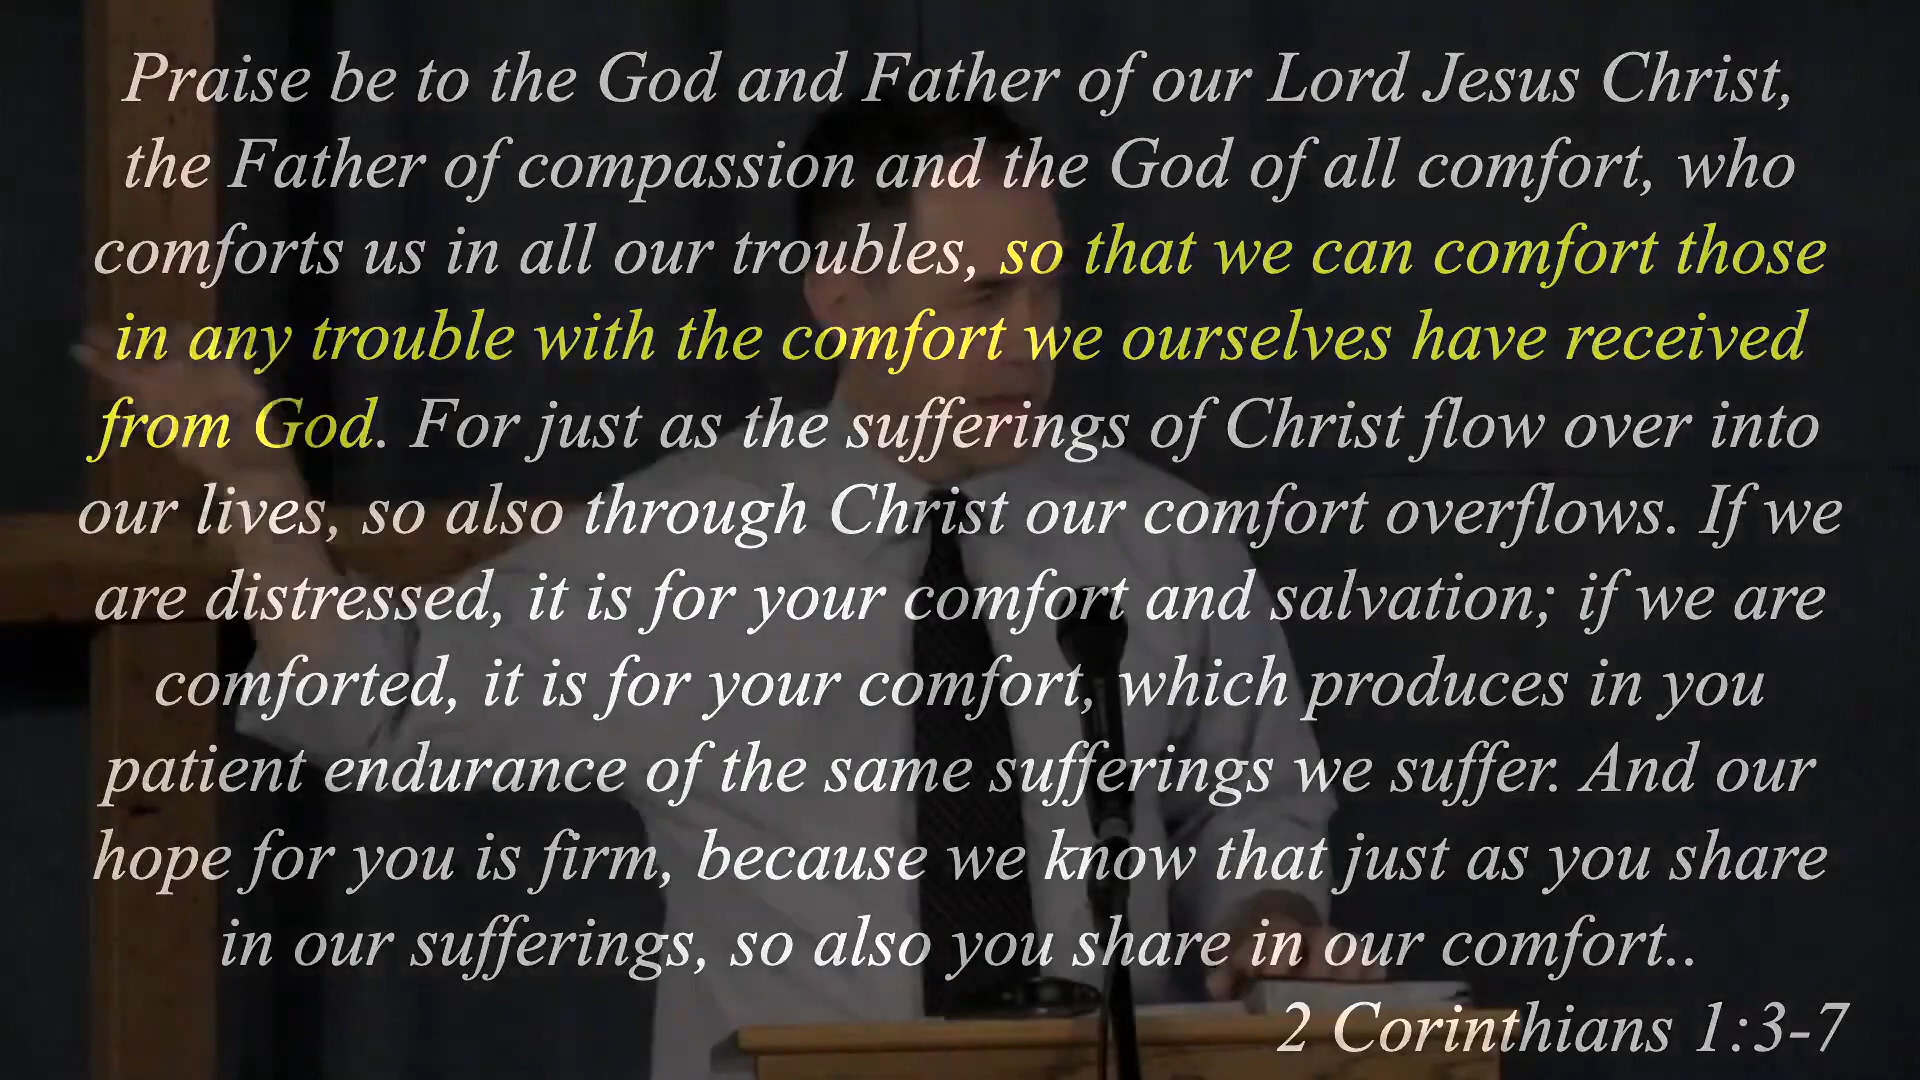 Praise be to the God and Father of our Lord Jesus Christ,
the Father of compassion and the God of all comfort, who
comforts us in all our troubles, so that we can comfort those
in any trouble with the comfort we ourselves have received
from God. For just as the sufferings of Christ flow over into
our lives, so also through Christ our comfort overflows. If we
are distressed, it is for your comfort and salvation; if we are
comforted, it is for your comfort, which produces in you
patient endurance of the same sufferings we suffer. And our
hope for you is firm, because we know that just as you share
in our sufferings, so also you share in our comfort..
2 Corinthians 1:3-7